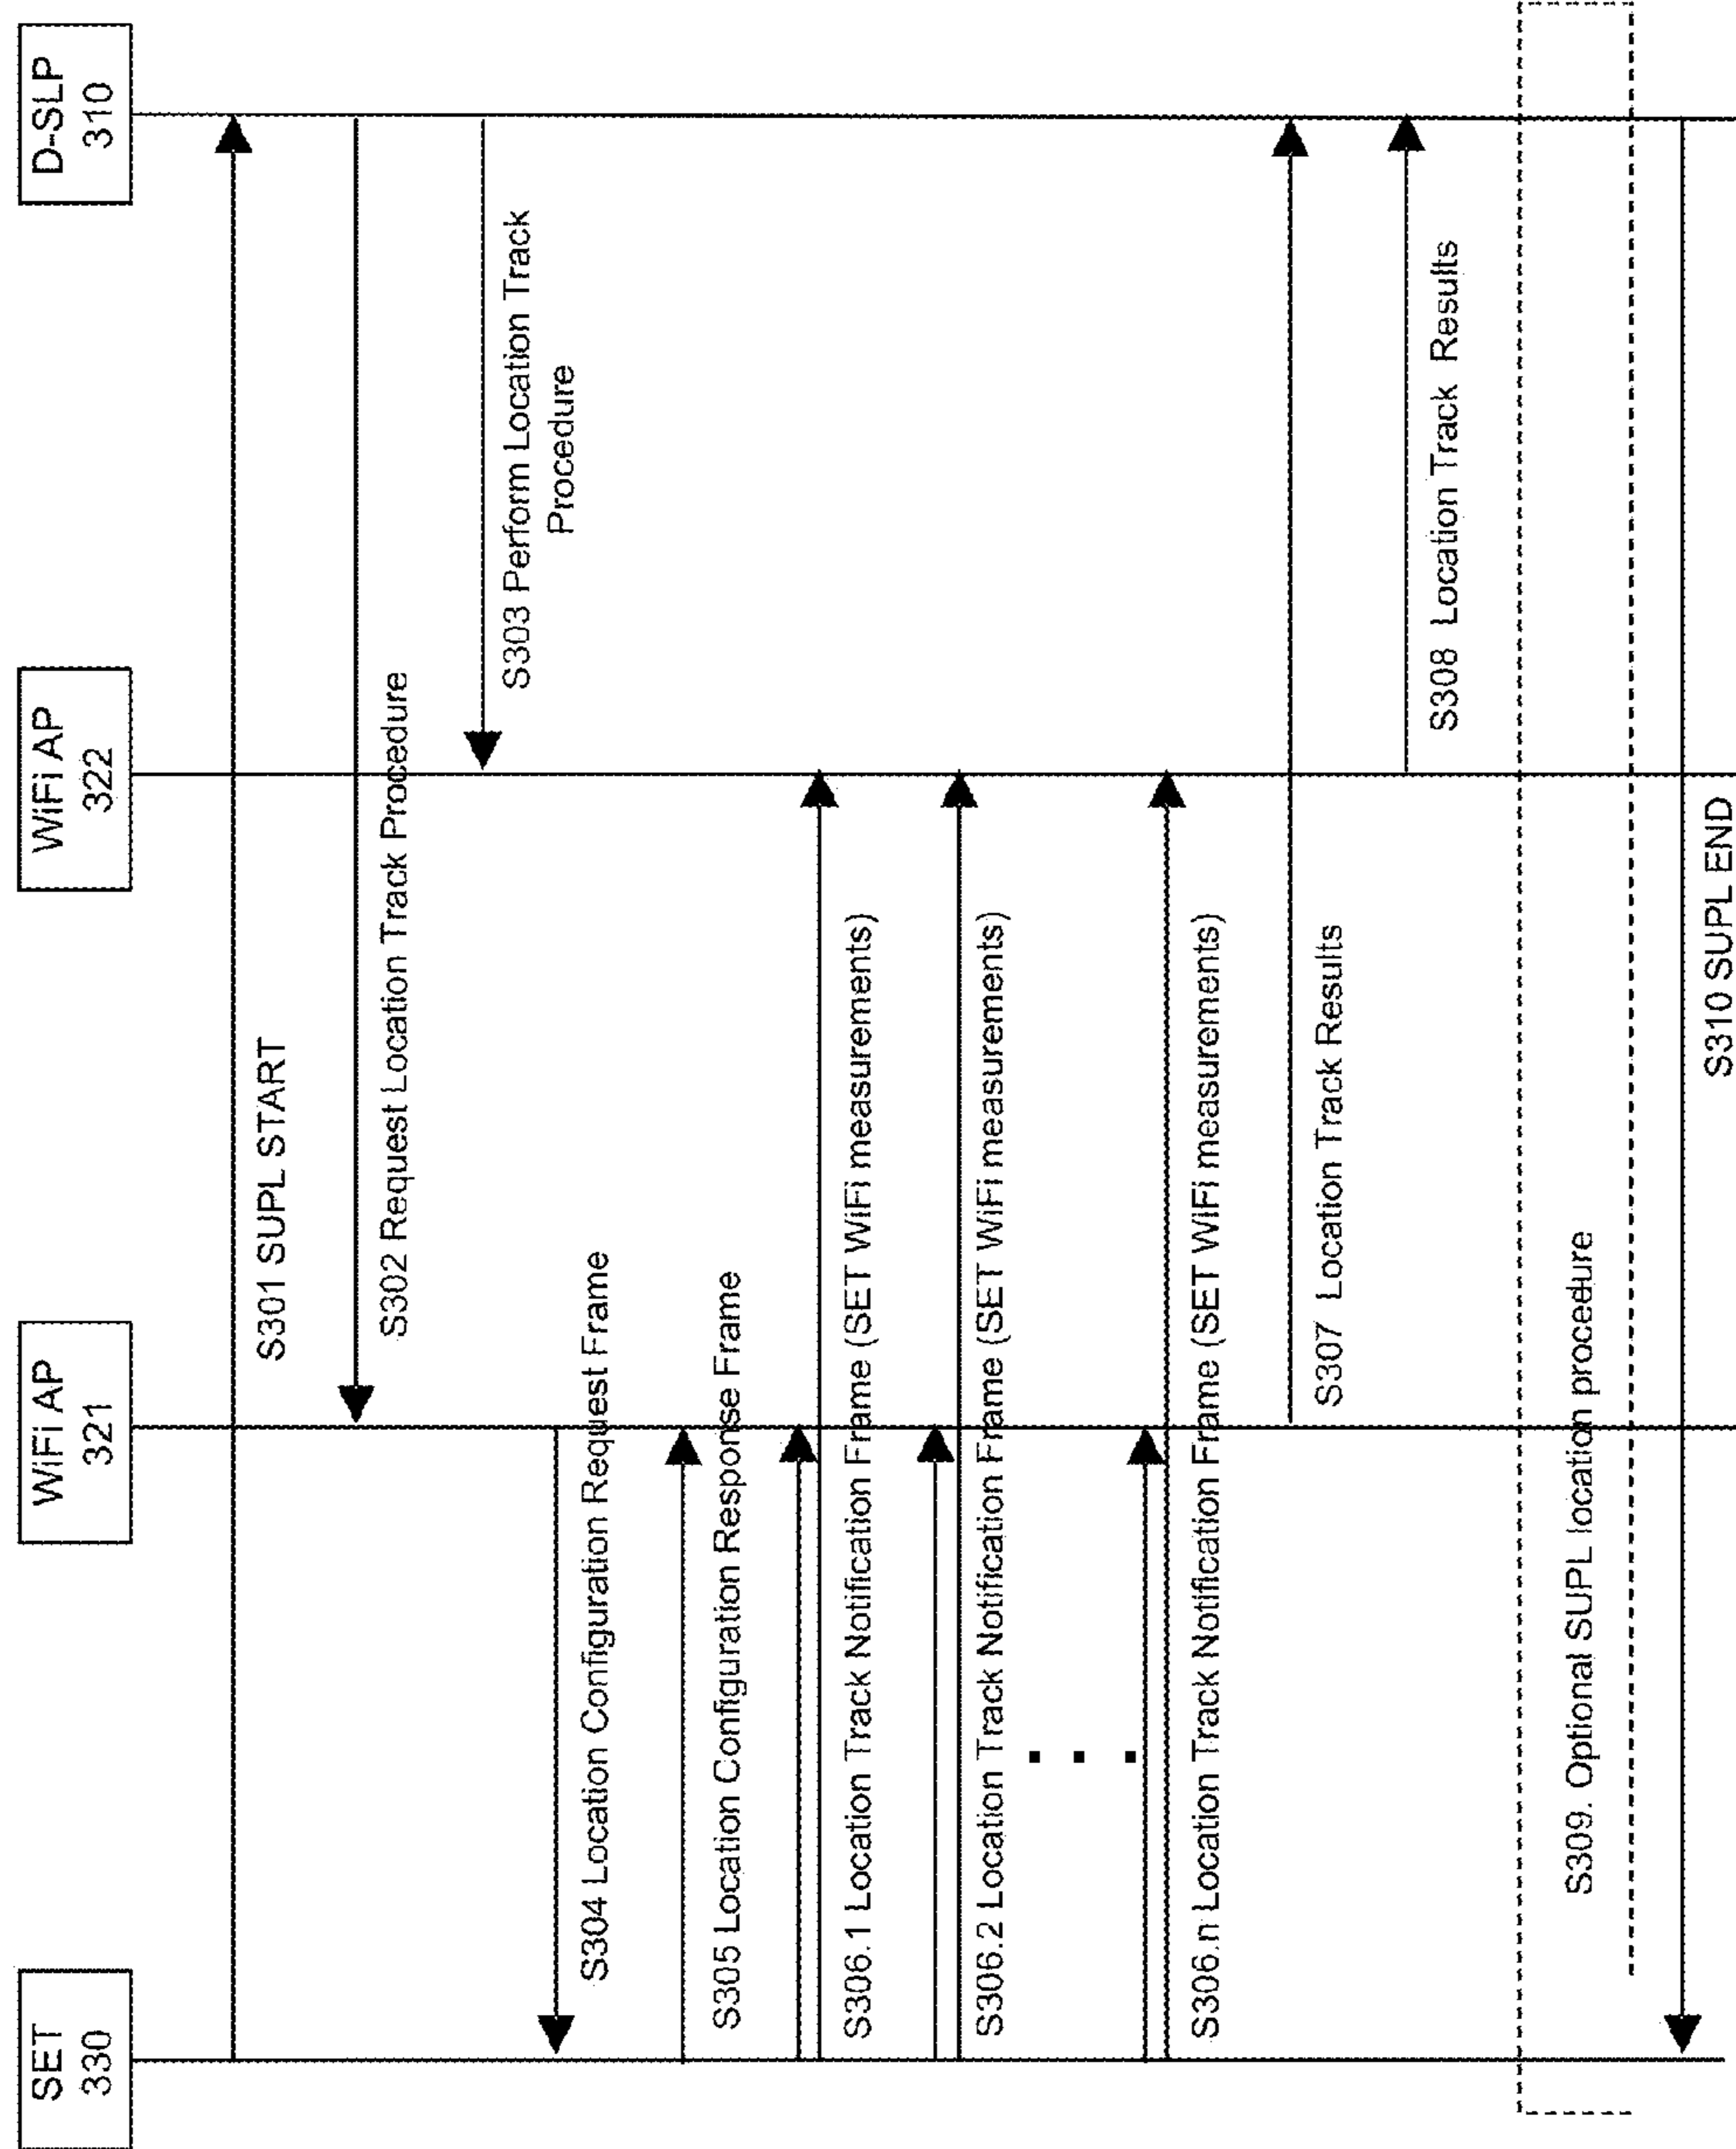 SET
330
WiFi AP
321
WiFi AP
322
D-SLP
310
S301 SUPL START
S302 Request Location Track Procedure
S303 Perform Location Track
Procedure
S304 Location Configuration Request Frame
S305 Location Configuration Response Frame
S306.1 Location Track Notification Frame (SET WiFi measurements)
S306.2 Location Track Notification Frame (SET WiFi measurements)
. . .
S306.n Location Track Notification Frame (SET WiFi measurements)
S307 Location Track Results
S308 Location Track Results
S309. Optional SUPL location procedure
S310 SUPL END